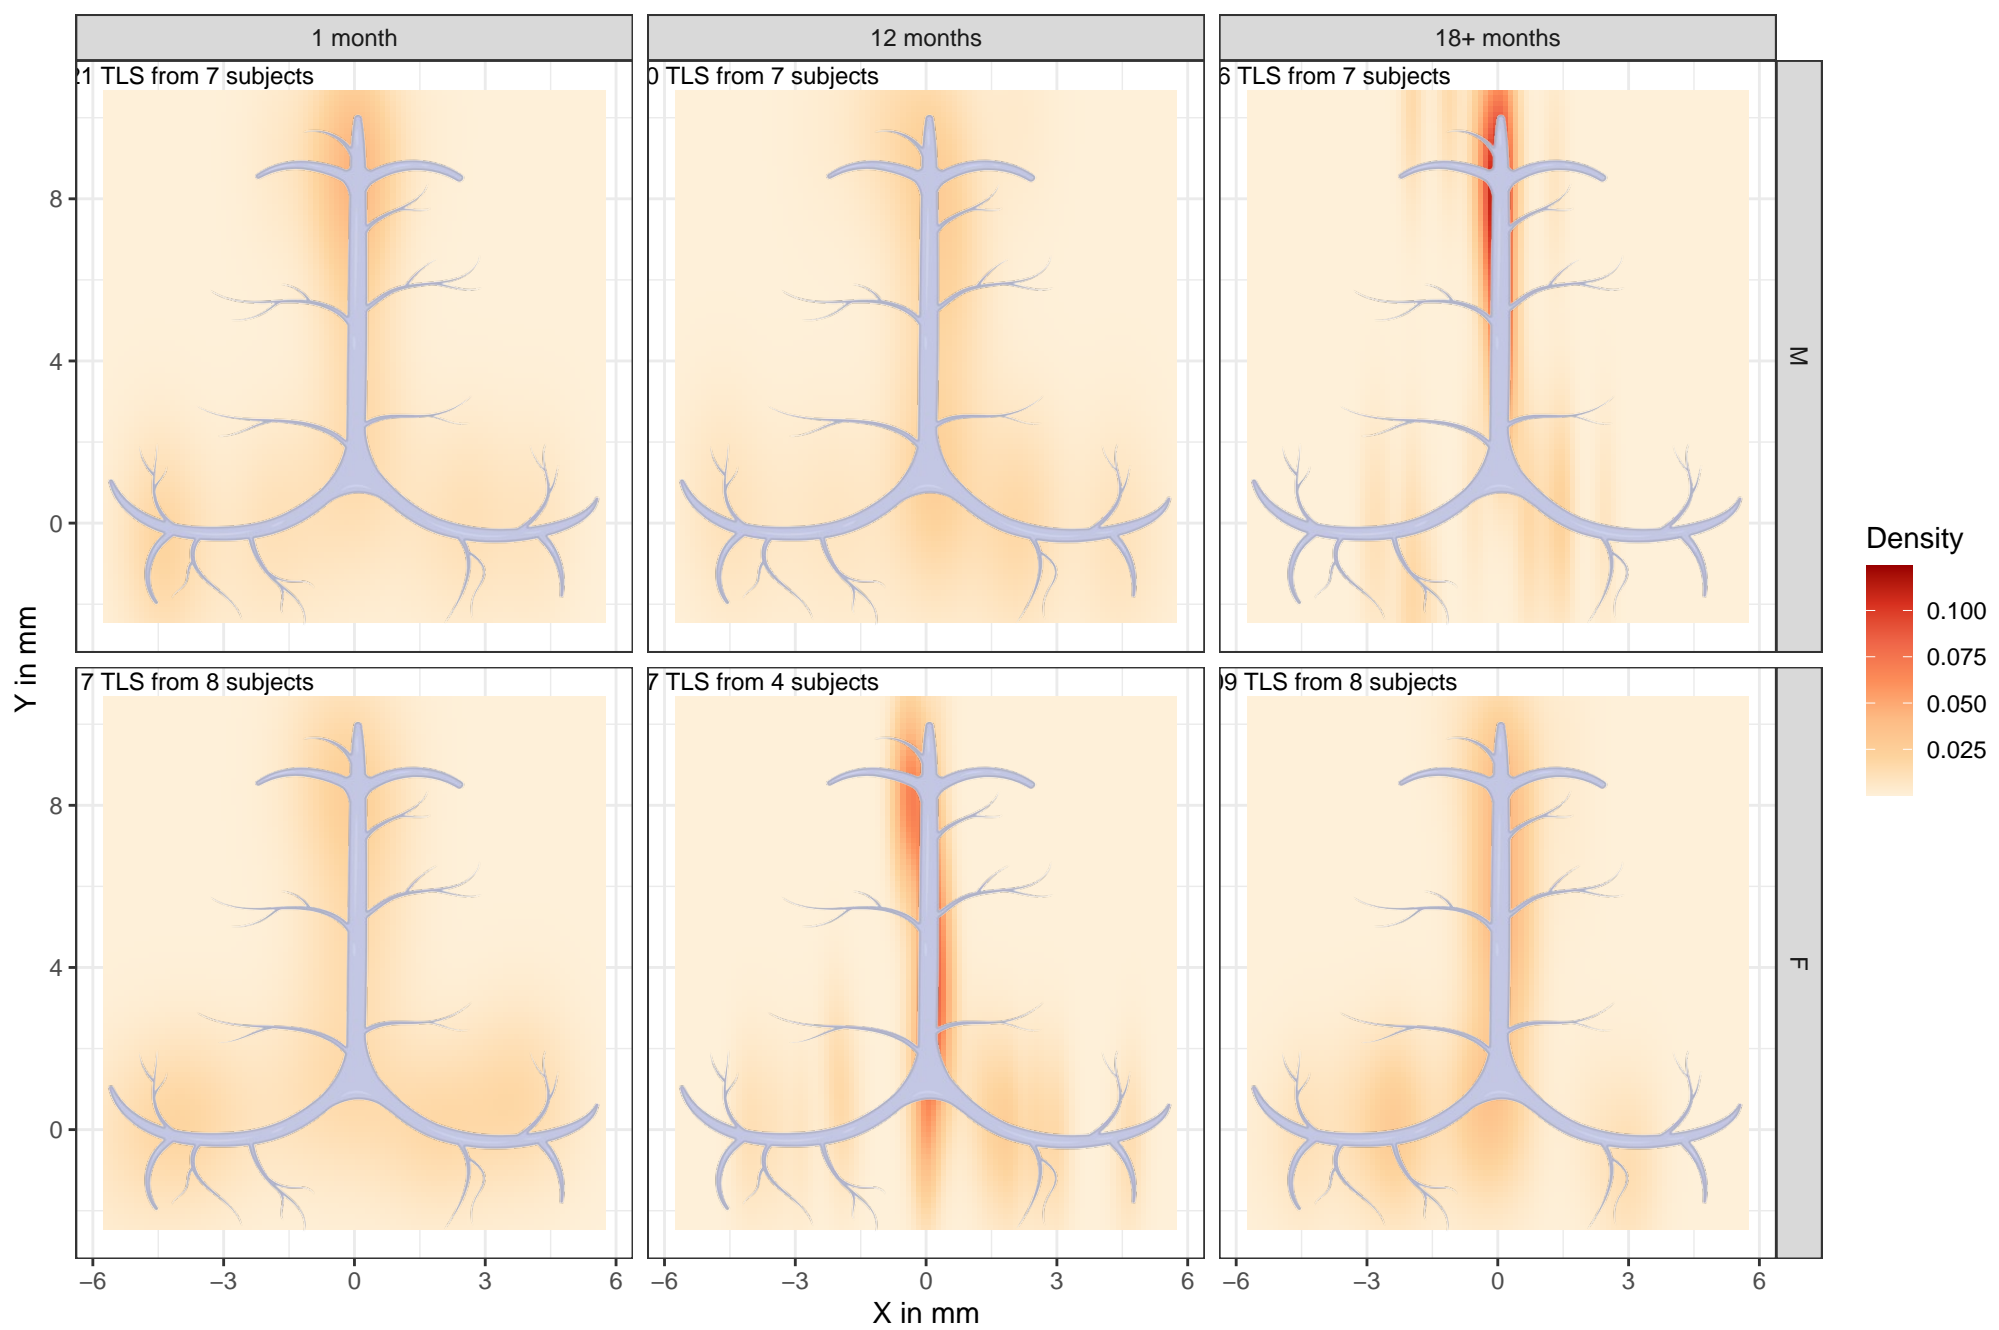 1 month
12 months
18+ months
21 TLS from 7 subjects
0 TLS from 7 subjects
6 TLS from 7 subjects
M
8
4
0
7 TLS from 8 subjects
7 TLS from 4 subjects
09 TLS from 8 subjects
F
8
4
0
−6 −3 0 3 6
−6 −3 0 3 6
−6 −3 0 3 6
X in mm
Y in mm
Density
0.100
0.075
0.050
0.025